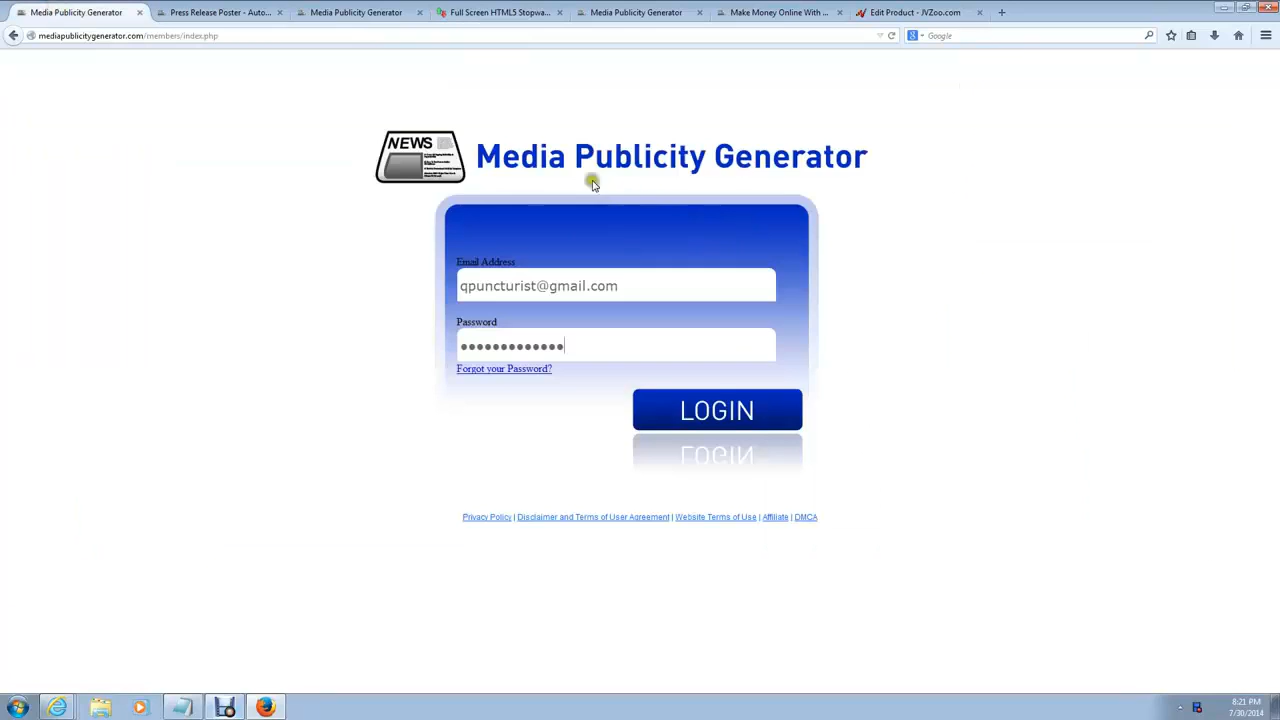 Media Publicity Generator
Press Release Poster - Auto...
Media Publicity Generator
Full Screen HTML5 Stopwa...
Media Publicity Generator
Make Money Online With ...
Edit Product - JVZoo.com
mediapublicitygenerator.com/members/index.php
Google
NEWS
Media Publicity Generator
Email Address
qpuncturist@gmail.com
Password
Forgot your Password?
LOGIN
Privacy Policy | Disclaimer and Terms of User Agreement | Website Terms of Use | Affiliate | DMCA
8:21 PM
7/30/2014